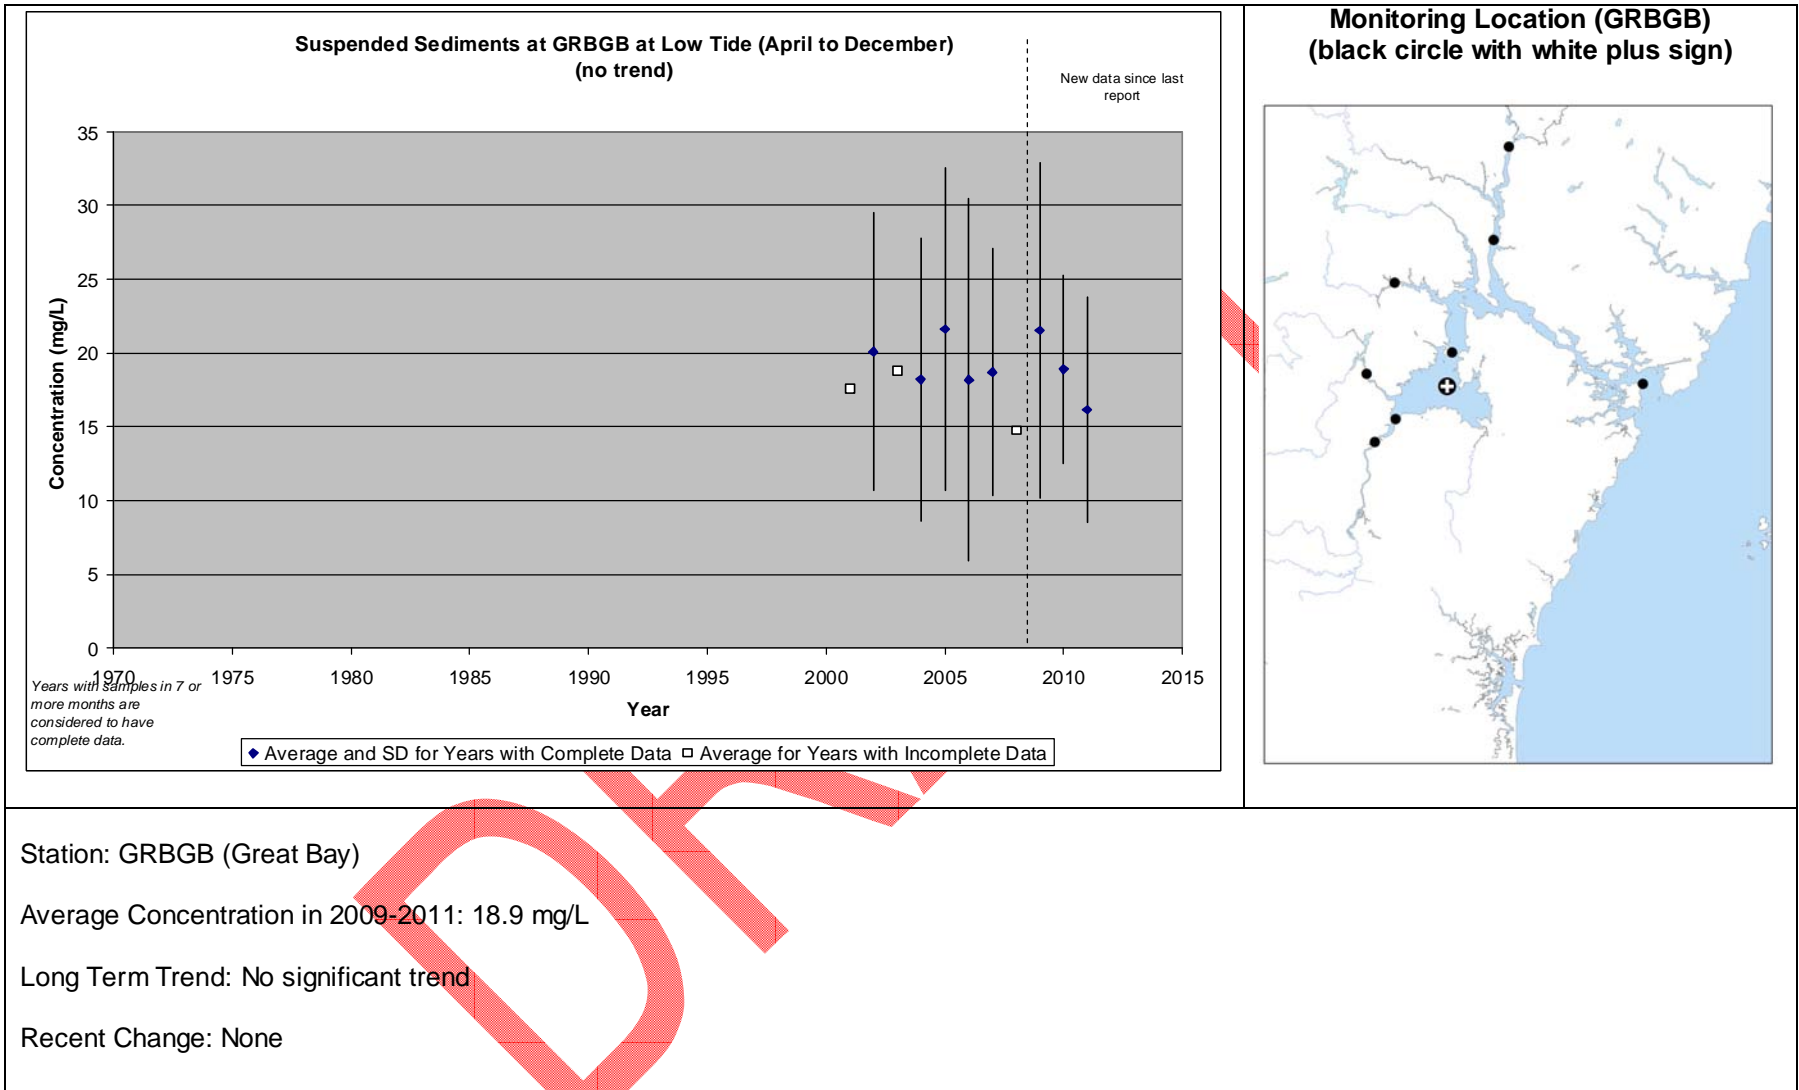 Suspended Sediments at GRBGB at Low Tide (April to December)
(no trend)
New data since last
report
35
30
25
20
15
10
5
0
Concentration (mg/L)
1970 1975 1980 1985 1990 1995 2000 2005 2010 2015
Year
Years with samples in 7 or
more months are
considered to have
complete data.
Average and SD for Years with Complete Data Average for Years with Incomplete Data
Monitoring Location (GRBGB)
(black circle with white plus sign)
Station: GRBGB (Great Bay)
Average Concentration in 2009-2011: 18.9 mg/L
Long Term Trend: No significant trend
Recent Change: None